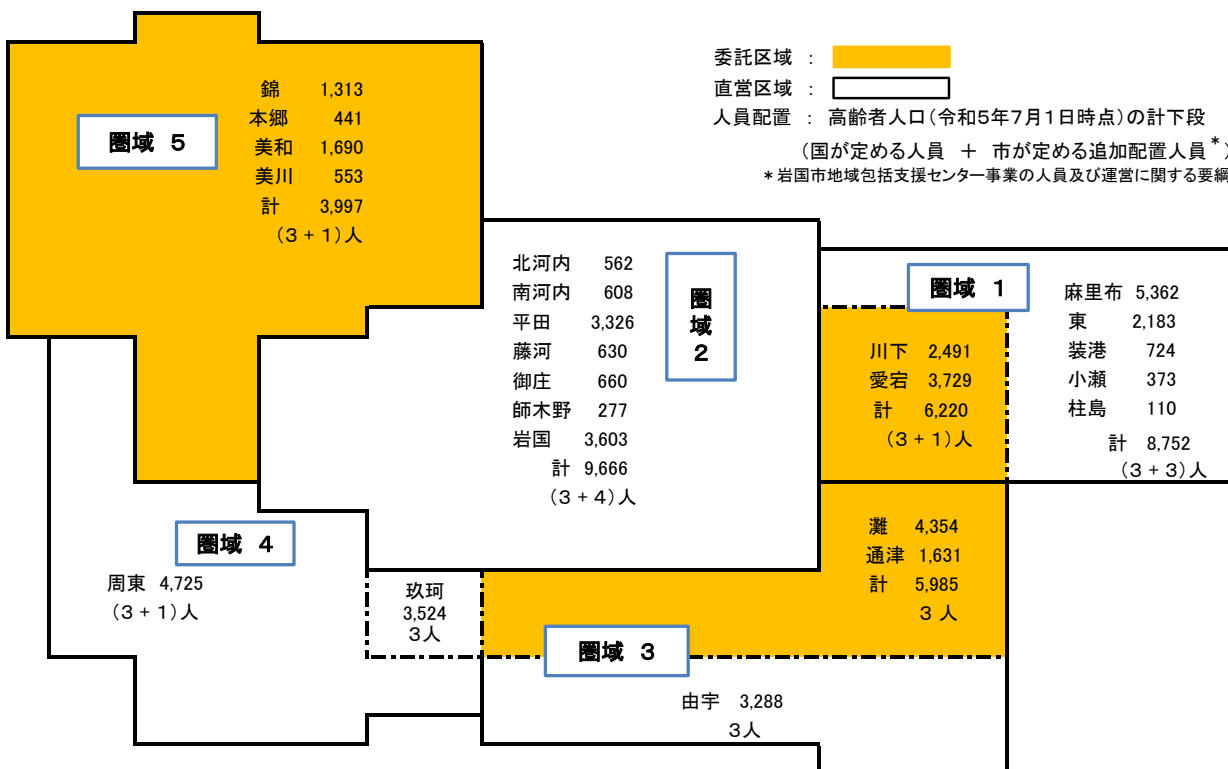 委託区域 :
直営区域 :
人員配置 : 高齢者人口(令和5年7月1日時点)の計下段
(国が定める人員 + 市が定める追加配置人員*)
*岩国市地域包括支援センター事業の人員及び運営に関する要綱
圏域 5
錦 1,313
本郷 441
美和 1,690
美川 553
計 3,997
(3+1)人
圏域 2
北河内 562
南河内 608
平田 3,326
藤河 630
御庄 660
師木野 277
岩国 3,603
計 9,666
(3+4)人
圏域 1
川下 2,491
愛宕 3,729
計 6,220
(3+1)人
麻里布 5,362
東 2,183
装港 724
小瀬 373
柱島 110
計 8,752
(3+3)人
圏域 4
周東 4,725
(3+1)人
玖珂
3,524
3人
灘 4,354
通津 1,631
計 5,985
3 人
圏域 3
由宇 3,288
3人